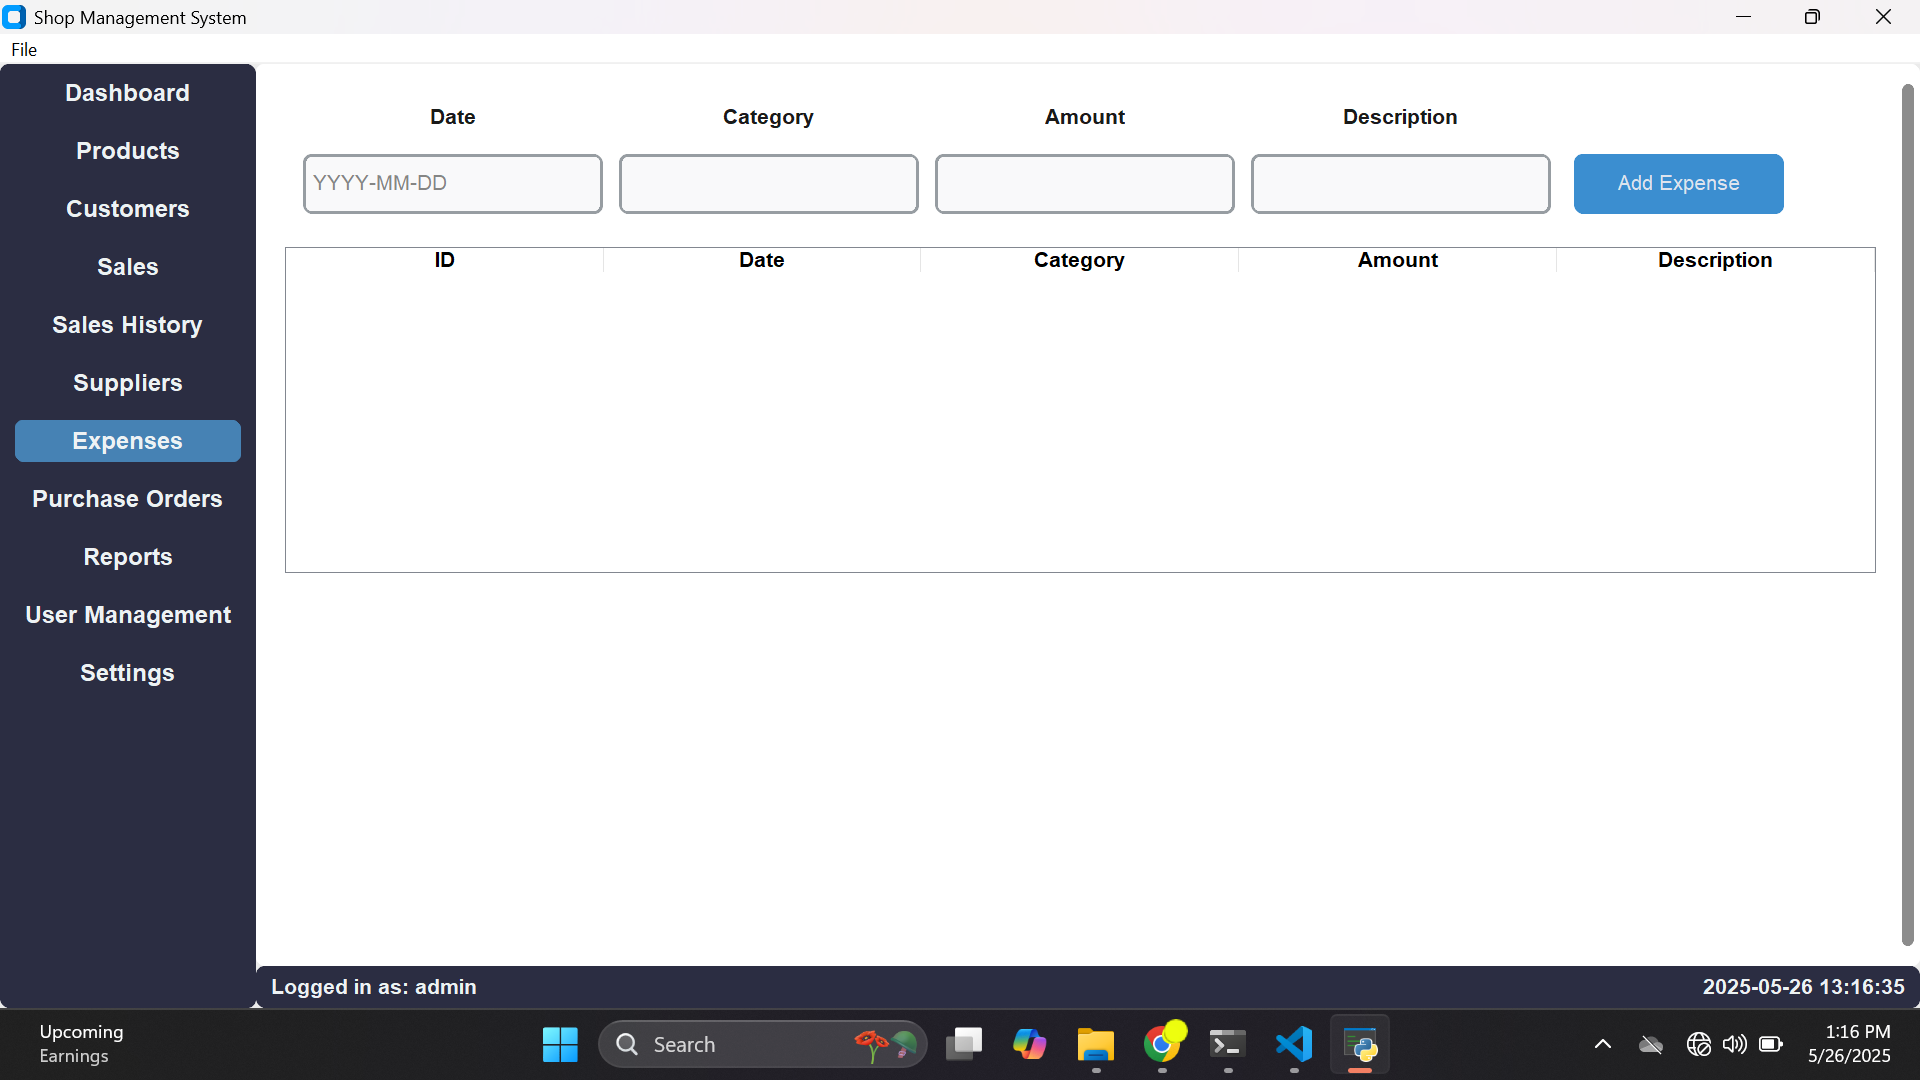 Shop Management System
File
Dashboard
Products
Customers
Sales
Sales History
Suppliers
Expenses
Purchase Orders
Reports
User Management
Settings
Date Category Amount Description
YYYY-MM-DD Add Expense
ID Date Category Amount Description
Logged in as: admin 2025-05-26 13:16:35
Upcoming
Earnings
Search
1:16 PM
5/26/2025